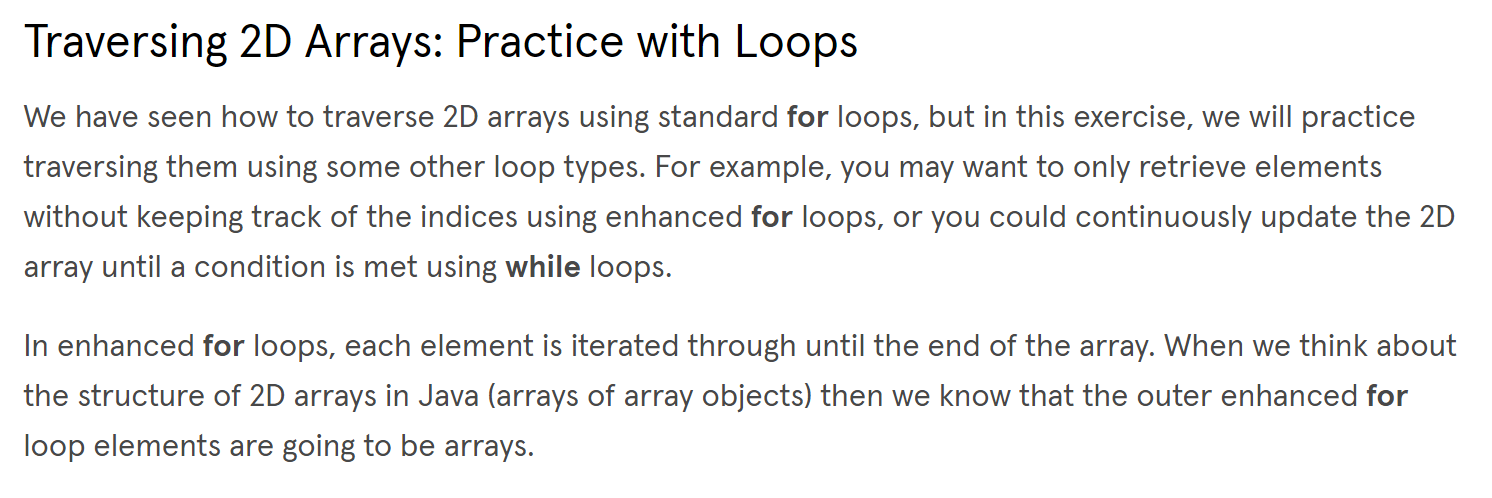 Traversing 2D Arrays: Practice with Loops
We have seen how to traverse 2D arrays using standard for loops, but in this exercise, we will practice
traversing them using some other loop types. For example, you may want to only retrieve elements
without keeping track of the indices using enhanced for loops, or you could continuously update the 2D
array until a condition is met using while loops.
In enhanced for loops, each element is iterated through until the end of the array. When we think about
the structure of 2D arrays in Java (arrays of array objects) then we know that the outer enhanced for
loop elements are going to be arrays.